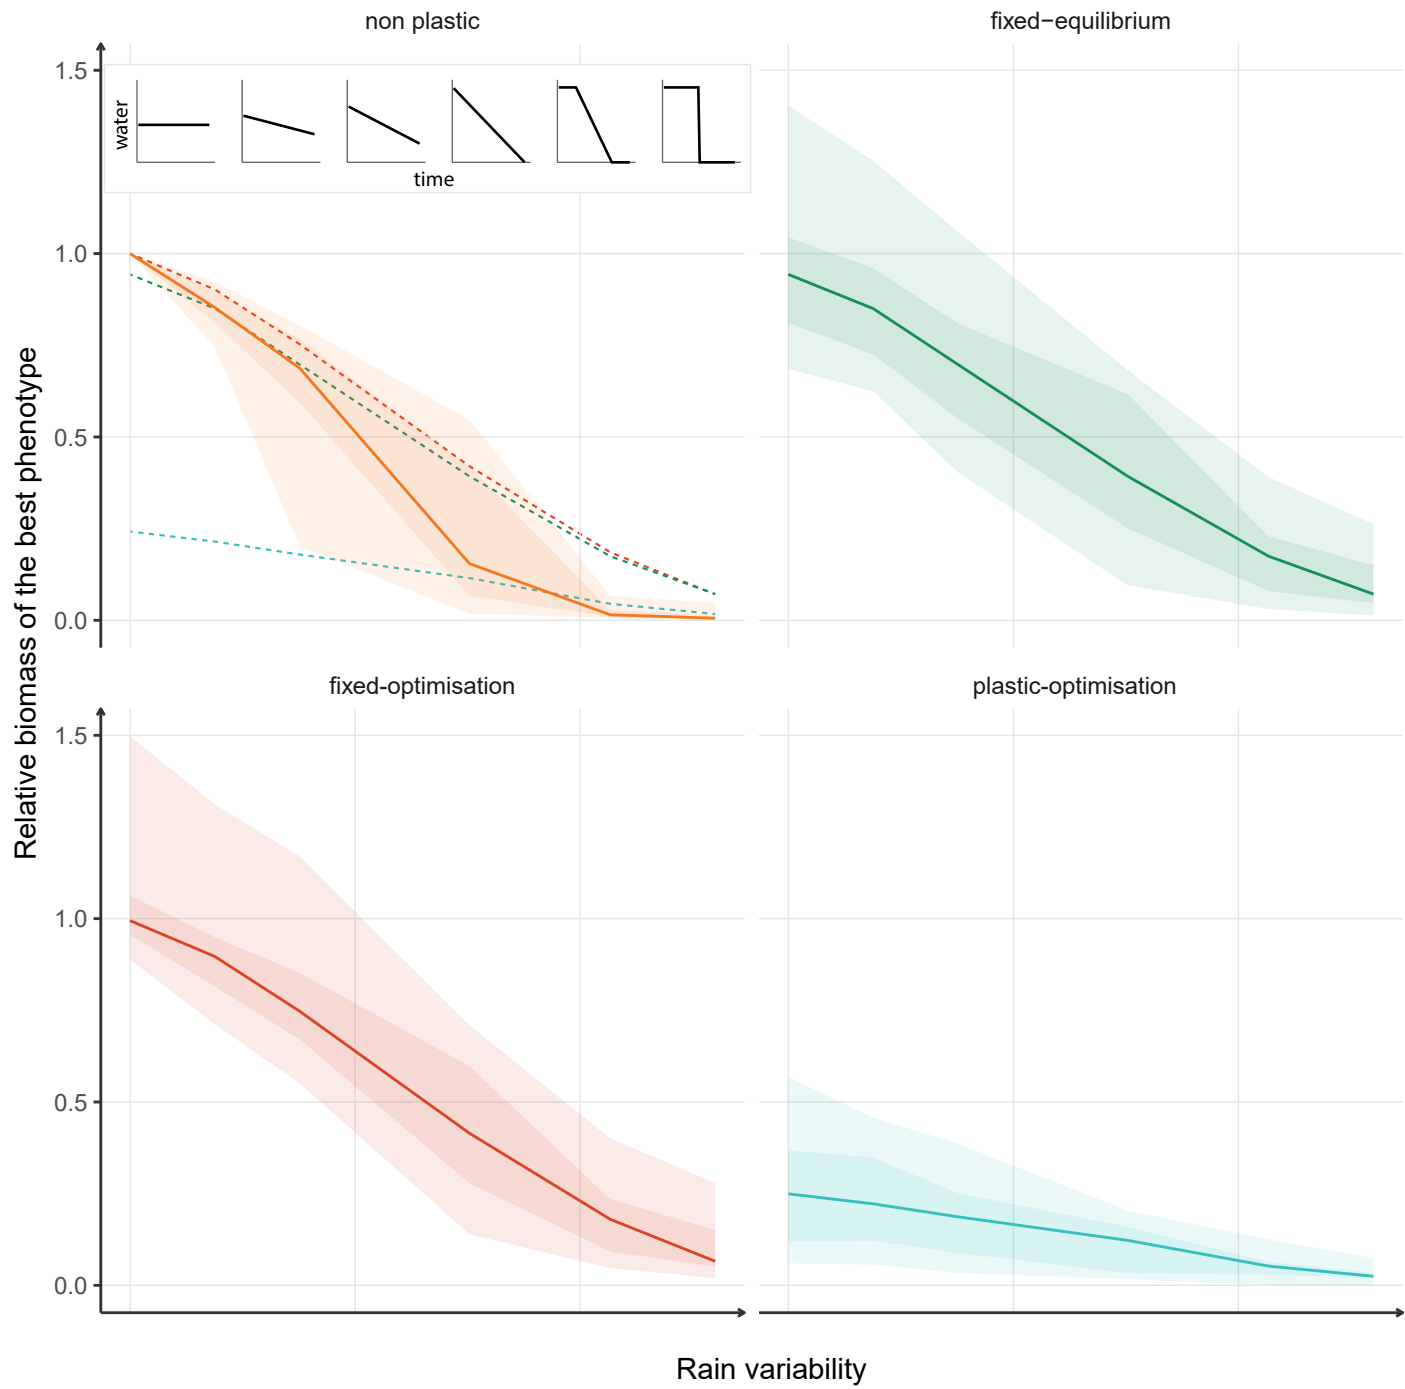 non plastic
fixed−equilibrium
1.5
water
time
1.0
0.5
0.0
Relative biomass of the best phenotype
fixed-optimisation
plastic-optimisation
1.5
1.0
0.5
0.0
Rain variability